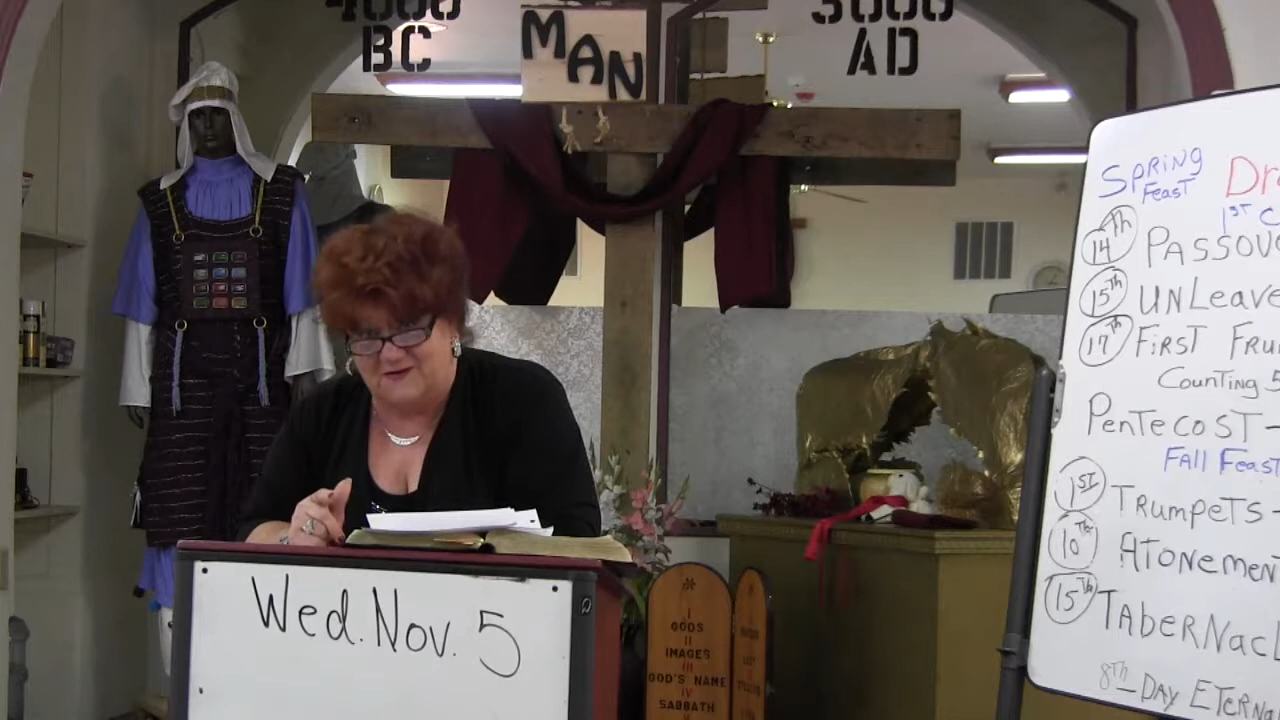 4000
BC
MAN
3000
AD
SPRING
Feast
1ST
14Th
PASSOV
15Th
UNLeave
17Th
FIRST FRU
COUNTING 5
PeNTecoST -
FAll Feast
1ST
TRumpeTS -
10Th
ATONEMEN
15Th
TABERNAcL
8Th DAY ETERNA
Wed. Nov. 5
I
GODS
II
IMAGES
III
GOD'S NAME
IV
SABBATH